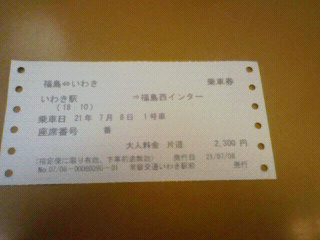 福島⇔いわき 乗車券
いわき駅 ⇒福島西インター
(18 10)
乗車日 21年 7月 8日 1号車
座席番号 番
大人料金 片道 2,300 円
(指定便に限り有効、下車前途無効) 発行日 21/07/08
常磐交通いわき駅前 発行